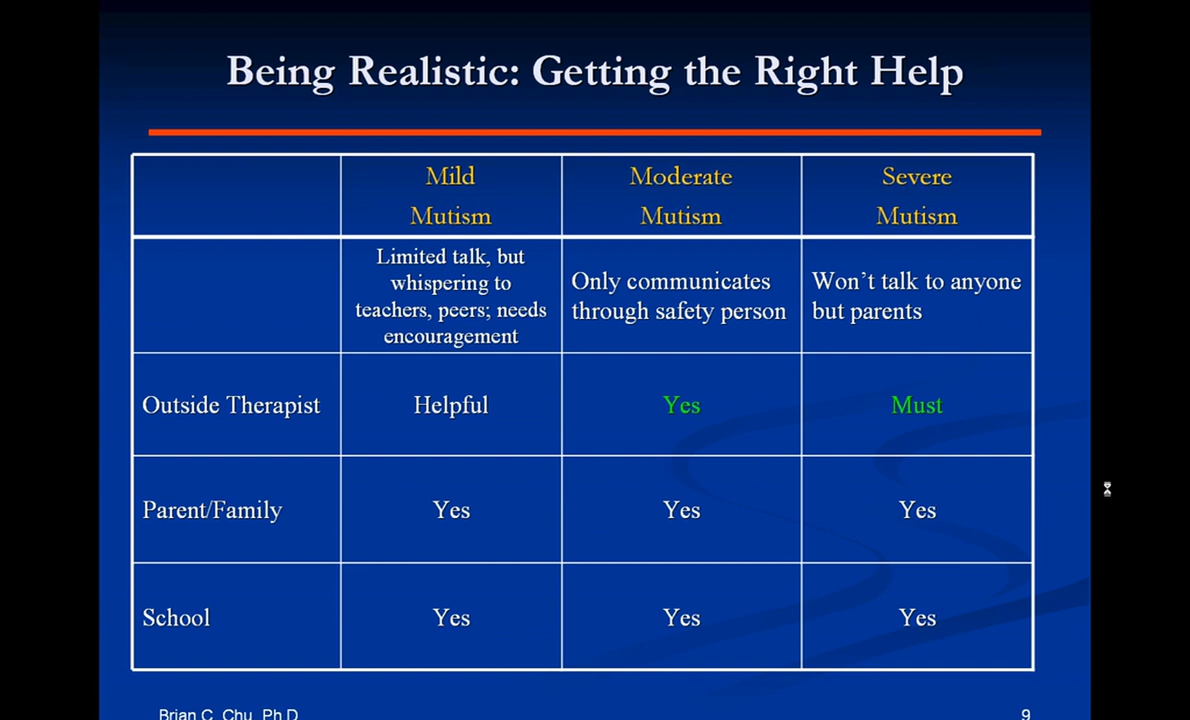 Being Realistic: Getting the Right Help
Mild
Mutism
Moderate
Mutism
Severe
Mutism
Limited talk, but
whispering to
teachers, peers; needs
encouragement
Only communicates
through safety person
Won't talk to anyone
but parents
Outside Therapist
Helpful
Yes
Must
Parent/Family
Yes
Yes
Yes
School
Yes
Yes
Yes
Brian C. Chu, Ph.D.
9